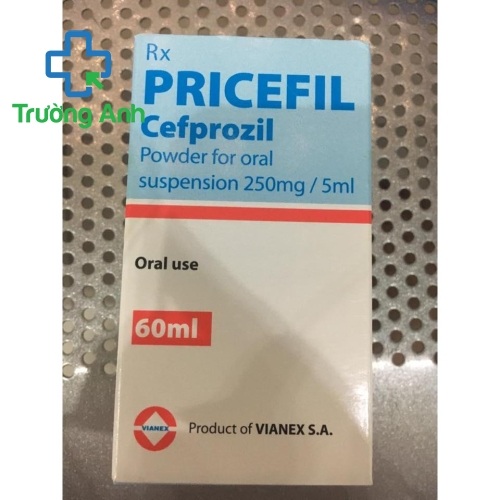 Rx
PRICEFIL
Trường Anh
Cefprozil
Powder for oral
suspension 250mg / 5ml
Oral use
60ml
VIANEX
Product of VIANEX S.A.